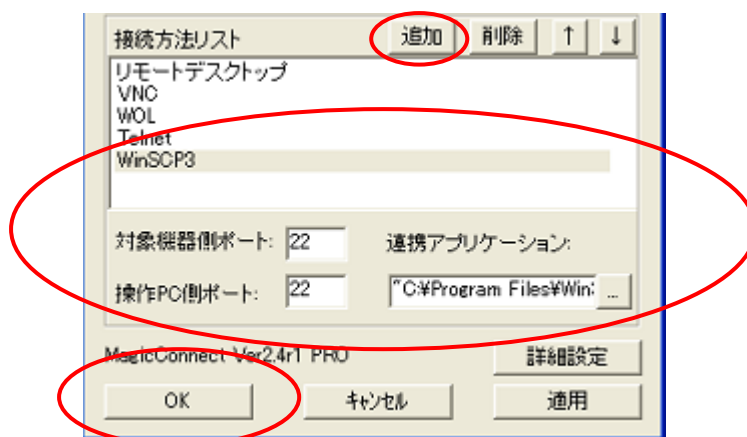 接続方法リスト 追加 削除 ↑ ↓
リモートデスクトップ
VNC
WOL
Telnet
WinSCP3
対象機器側ポート: 22 連携アプリケーション:
操作PC側ポート: 22 "C:¥Program Files¥Win: ...
MagicConnect Ver2.4r1 PRO 詳細設定
OK キャンセル 適用